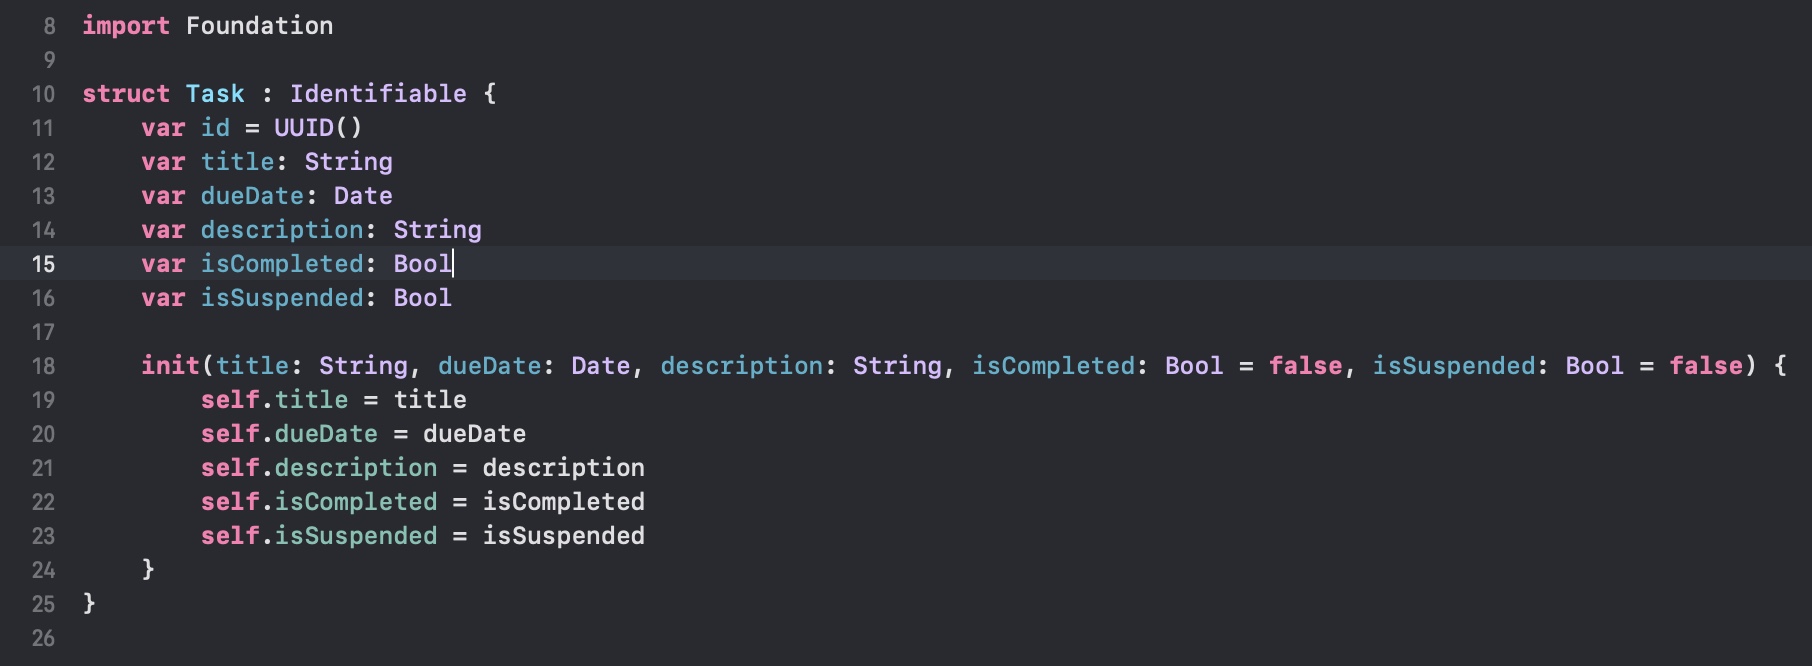 8 import Foundation
9
10 struct Task : Identifiable {
11     var id = UUID()
12     var title: String
13     var dueDate: Date
14     var description: String
15     var isCompleted: Bool
16     var isSuspended: Bool
17
18     init(title: String, dueDate: Date, description: String, isCompleted: Bool = false, isSuspended: Bool = false) {
19         self.title = title
20         self.dueDate = dueDate
21         self.description = description
22         self.isCompleted = isCompleted
23         self.isSuspended = isSuspended
24     }
25 }
26